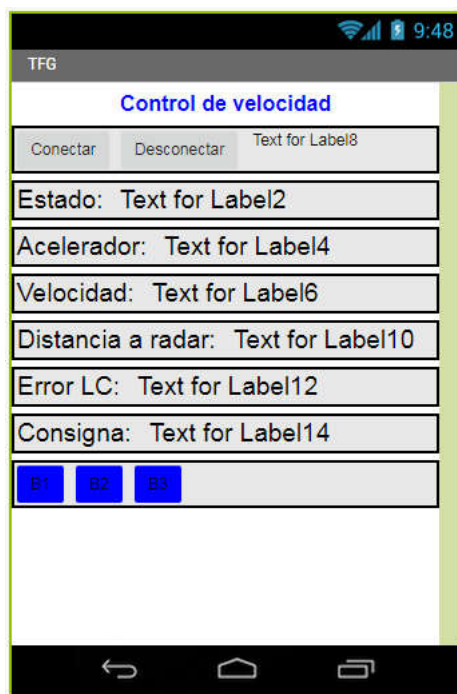 9:48
TFG
Control de velocidad
Conectar Desconectar Text for Label8
Estado: Text for Label2
Acelerador: Text for Label4
Velocidad: Text for Label6
Distancia a radar: Text for Label10
Error LC: Text for Label12
Consigna: Text for Label14
B1 B2 B3